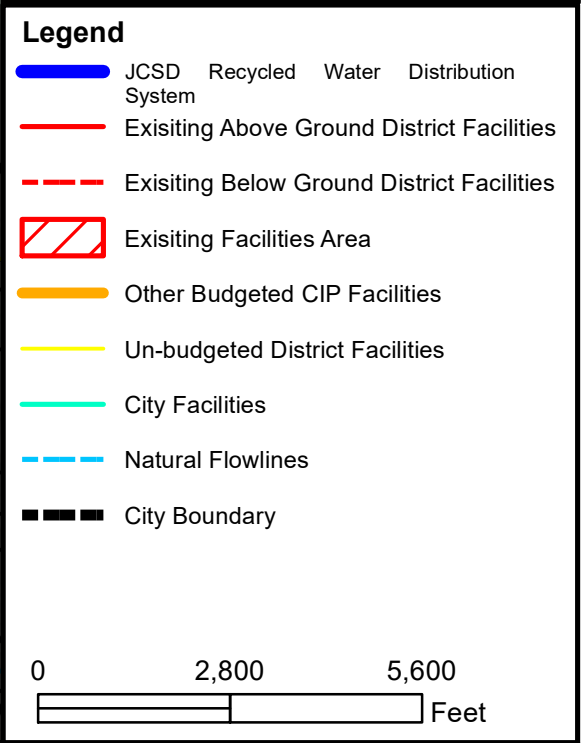 Legend
JCSD Recycled Water Distribution
System
Exisiting Above Ground District Facilities
Exisiting Below Ground District Facilities
Exisiting Facilities Area
Other Budgeted CIP Facilities
Un-budgeted District Facilities
City Facilities
Natural Flowlines
City Boundary
0 2,800 5,600
Feet